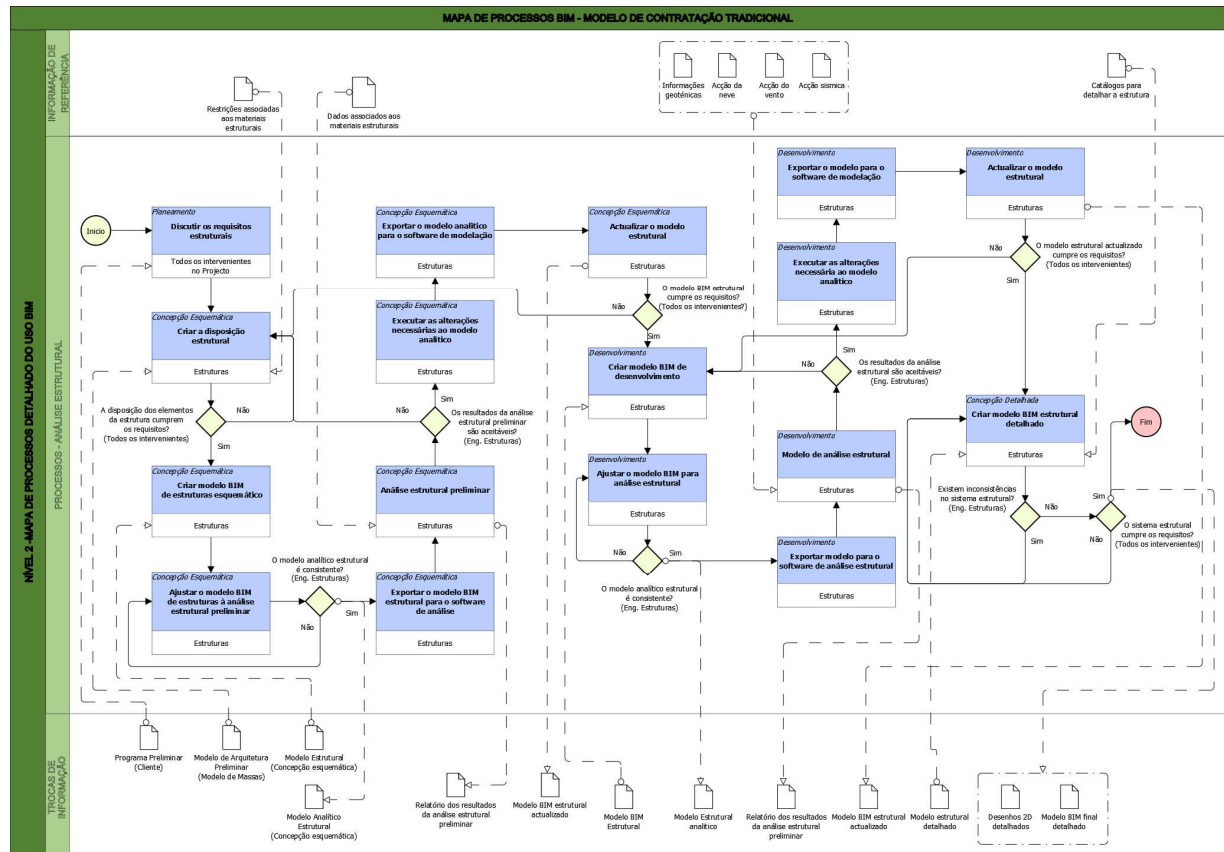 MAPA DE PROCESSOS BIM - MODELO DE CONTRATAÇÃO TRADICIONAL
NÍVEL 2 -MAPA DE PROCESSOS DETALHADO DO USO BIM
INFORMAÇÃO DE
REFERÊNCIA
Restrições associadas
aos materiais
estruturais
Dados associados aos
materiais estruturais
Informações
geoténicas
Acção da
neve
Acção do
vento
Acção sismica
Catálogos para
detalhar a estrutura
PROCESSOS - ANÁLISE ESTRUTURAL
Inicio
Planeamento
Discutir os requisitos
estruturais
Todos os intervenientes
no Projecto
Concepção Esquemática
Criar a disposição
estrutural
Estruturas
A disposição dos elementos
da estrutura cumprem
os requisitos?
(Todos os intervenientes)
Não
Sim
Concepção Esquemática
Criar modelo BIM
de estruturas esquemático
Estruturas
Concepção Esquemática
Ajustar o modelo BIM
de estruturas à análise
estrutural preliminar
Estruturas
O modelo analítico estrutural
é consistente?
(Eng. Estruturas)
Sim
Não
Concepção Esquemática
Exportar o modelo BIM
estrutural para o software
de análise
Estruturas
Concepção Esquemática
Análise estrutural preliminar
Estruturas
Os resultados da análise
estrutural preliminar
são aceitáveis?
(Eng. Estruturas)
Não
Sim
Concepção Esquemática
Executar as alterações
necessárias ao modelo
analitico
Estruturas
Concepção Esquemática
Exportar o modelo analitico
para o software de modelação
Estruturas
Concepção Esquemática
Actualizar o modelo
estrutural
Estruturas
O modelo BIM estrutural
cumpre os requisitos?
(Todos os intervenientes?)
Não
Sim
Desenvolvimento
Criar modelo BIM de
desenvolvimento
Estruturas
Desenvolvimento
Ajustar o modelo BIM para
análise estrutural
Estruturas
Não
Sim
O modelo analítico estrutural
é consistente?
(Eng. Estruturas)
Desenvolvimento
Exportar modelo para o
software de análise estrutural
Estruturas
Desenvolvimento
Modelo de análise estrutural
Estruturas
Não
Sim
Os resultados da análise
estrutural são aceitáveis?
(Eng. Estruturas)
Desenvolvimento
Executar as alterações
necessária ao modelo
analitico
Estruturas
Desenvolvimento
Exportar o modelo para o
software de modelação
Estruturas
Desenvolvimento
Actualizar o modelo
estrutural
Estruturas
Não
Sim
O modelo estrutural actualizado
cumpre os requisitos?
(Todos os intervenientes)
Concepção Detalhada
Criar modelo BIM estrutural
detalhado
Estruturas
Existem inconsistências
no sistema estrutural?
(Eng. Estruturas)
Não
Sim
Sim
Não
O sistema estrutural
cumpre os requisitos?
(Todos os intervenientes)
Fim
TROCAS DE
INFORMAÇÃO
Programa Preliminar
(Cliente)
Modelo de Arquitetura
Preliminar
(Modelo de Massas)
Modelo Estrutural
(Concepção esquemática)
Modelo Analítico
Estrutural
(Concepção esquemática)
Relatório dos resultados
da análise estrutural
preliminar
Modelo BIM estrutural
actualizado
Modelo BIM
Estrutural
Modelo Estrutural
analitico
Relatório dos resultados
da análise estrutural
preliminar
Modelo BIM estrutural
actualizado
Modelo estrutural
detalhado
Desenhos 2D
detalhados
Modelo BIM final
detalhado